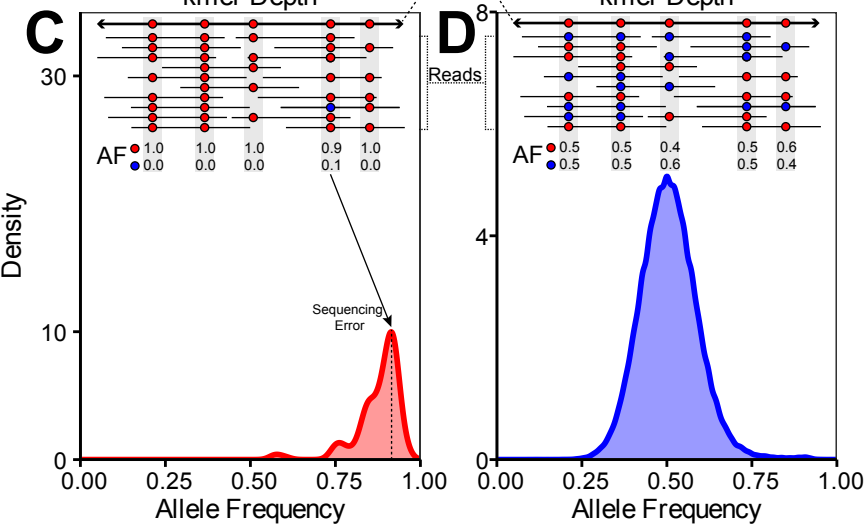 kmer Depth
kmer Depth
C
D
Reads
AF
1.0 1.0 1.0 0.9 1.0
0.0 0.0 0.0 0.1 0.0
AF
0.5 0.5 0.4 0.5 0.6
0.5 0.5 0.6 0.5 0.4
Sequencing
Error
Density
30
10
0
0.00 0.25 0.50 0.75 1.00
Allele Frequency
8
4
0
0.00 0.25 0.50 0.75 1.00
Allele Frequency